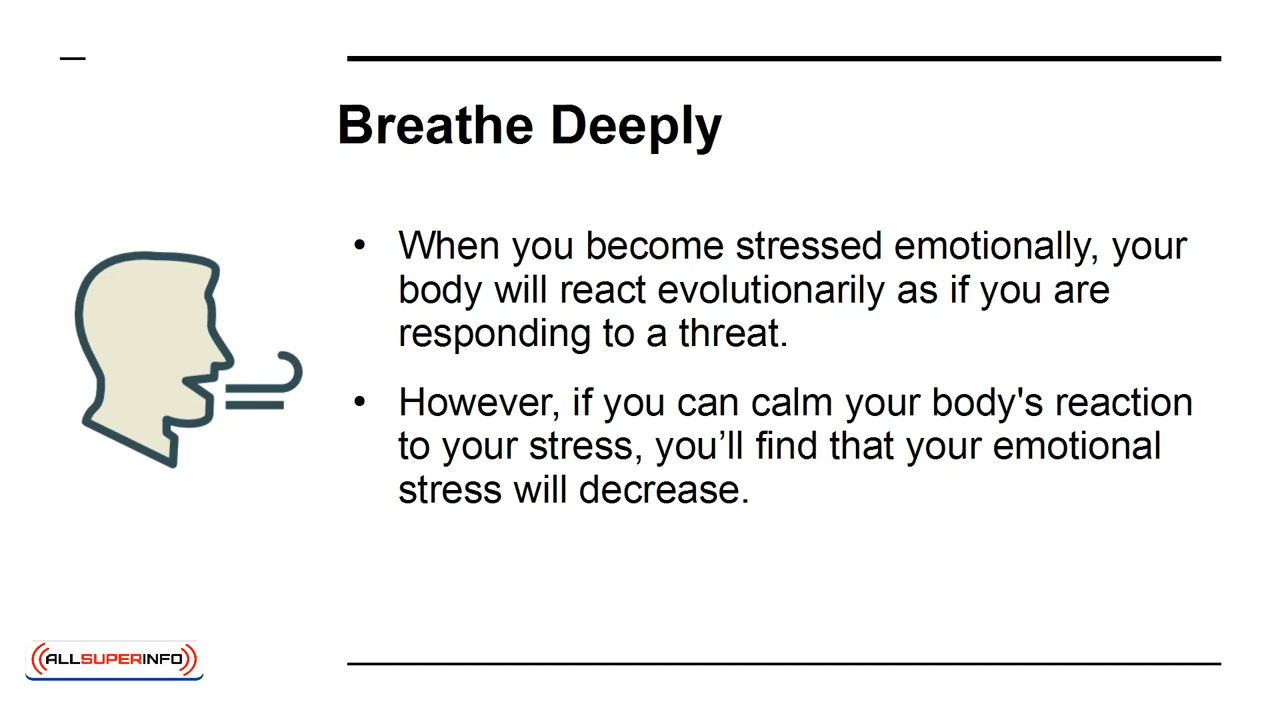 Breathe Deeply
• When you become stressed emotionally, your
body will react evolutionarily as if you are
responding to a threat.
• However, if you can calm your body's reaction
to your stress, you’ll find that your emotional
stress will decrease.
ALLSUPERINFO